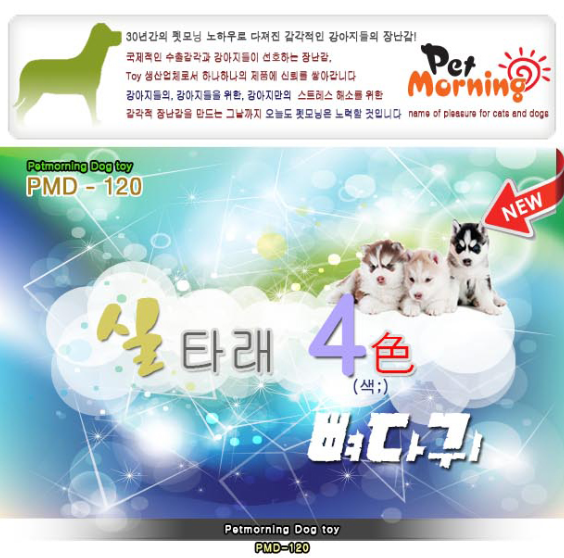 30년간의 펫모닝 노하우로 다져진 감각적인 강아지들의 장난감!
국제적인 수출감각과 강아지들이 선호하는 장난감,
Toy 생산업체로서 하나하나의 제품에 신뢰를 쌓아갑니다
강아지들의, 강아지들을 위한, 강아지만의 스트레스 해소를 위한
감각적 장난감을 만드는 그날까지 오늘도 펫모닝은 노력할 것입니다
Pet
Morning
name of pleasure for cats and dogs
Petmorning Dog toy
PMD - 120
NEW
실타래 4色
(색;)
뼈다귀
Petmorning Dog toy
PMD-120